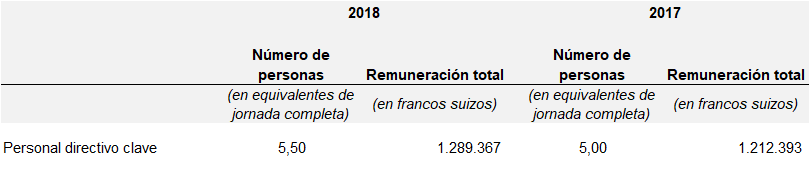 2018 2017
Número de personas Remuneración total Número de personas Remuneración total
(en equivalentes de jornada completa) (en francos suizos) (en equivalentes de jornada completa) (en francos suizos)
Personal directivo clave 5,50 1.289.367 5,00 1.212.393